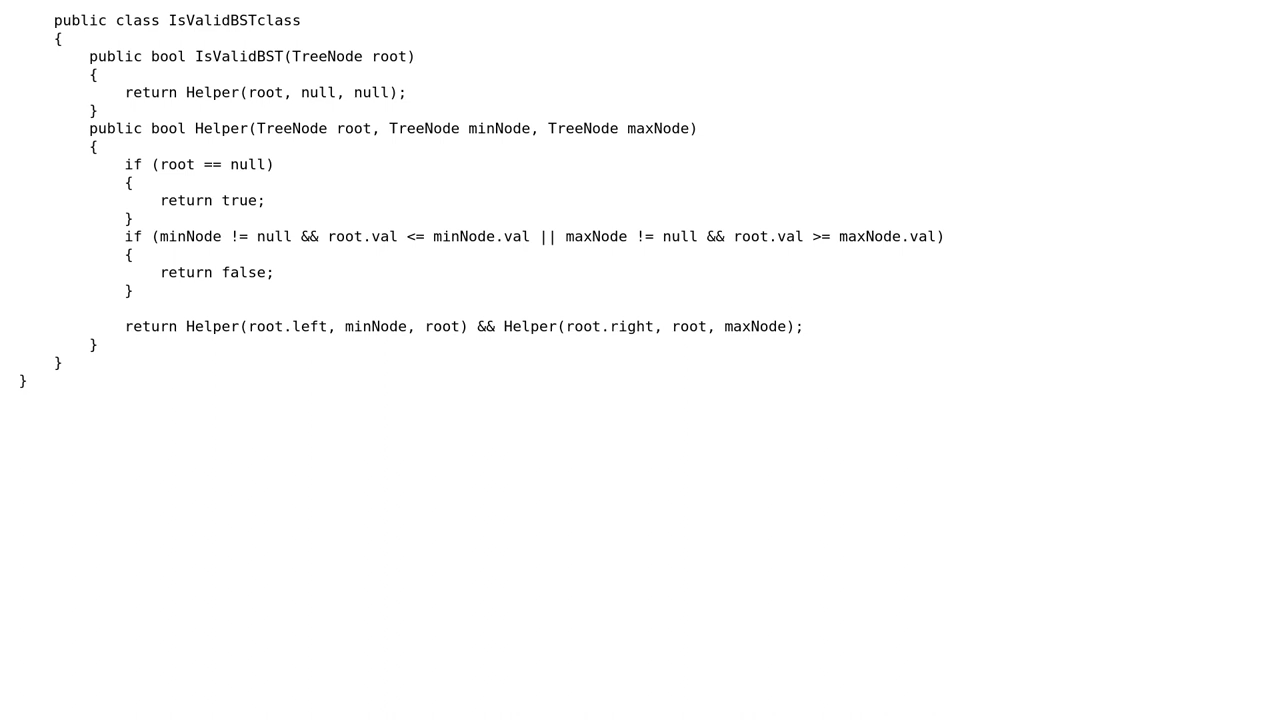 public class IsValidBSTclass
    {
        public bool IsValidBST(TreeNode root)
        {
            return Helper(root, null, null);
        }
        public bool Helper(TreeNode root, TreeNode minNode, TreeNode maxNode)
        {
            if (root == null)
            {
                return true;
            }
            if (minNode != null && root.val <= minNode.val || maxNode != null && root.val >= maxNode.val)
            {
                return false;
            }

            return Helper(root.left, minNode, root) && Helper(root.right, root, maxNode);
        }
    }
}